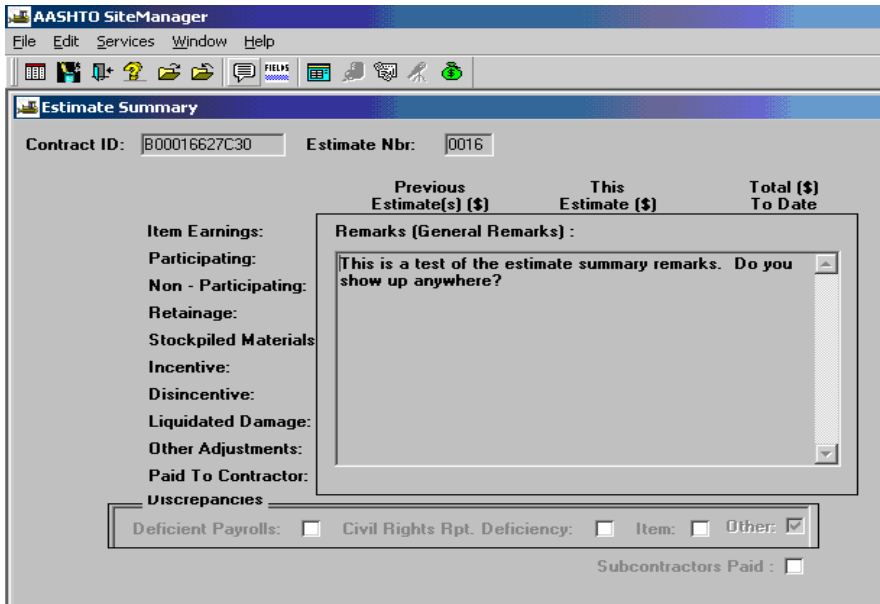 AASHTO SiteManager
File Edit Services Window Help
FIELDS
Estimate Summary
Contract ID: B00016627C30 Estimate Nbr: 0016
Previous Estimate(s) ($) This Estimate ($) Total ($) To Date
Item Earnings:
Participating:
Non - Participating:
Retainage:
Stockpiled Materials
Incentive:
Disincentive:
Liquidated Damage:
Other Adjustments:
Paid To Contractor:
Remarks (General Remarks) :
This is a test of the estimate summary remarks. Do you
show up anywhere?
Discrepancies
Deficient Payrolls: Civil Rights Rpt. Deficiency: Item: Other:
Subcontractors Paid :